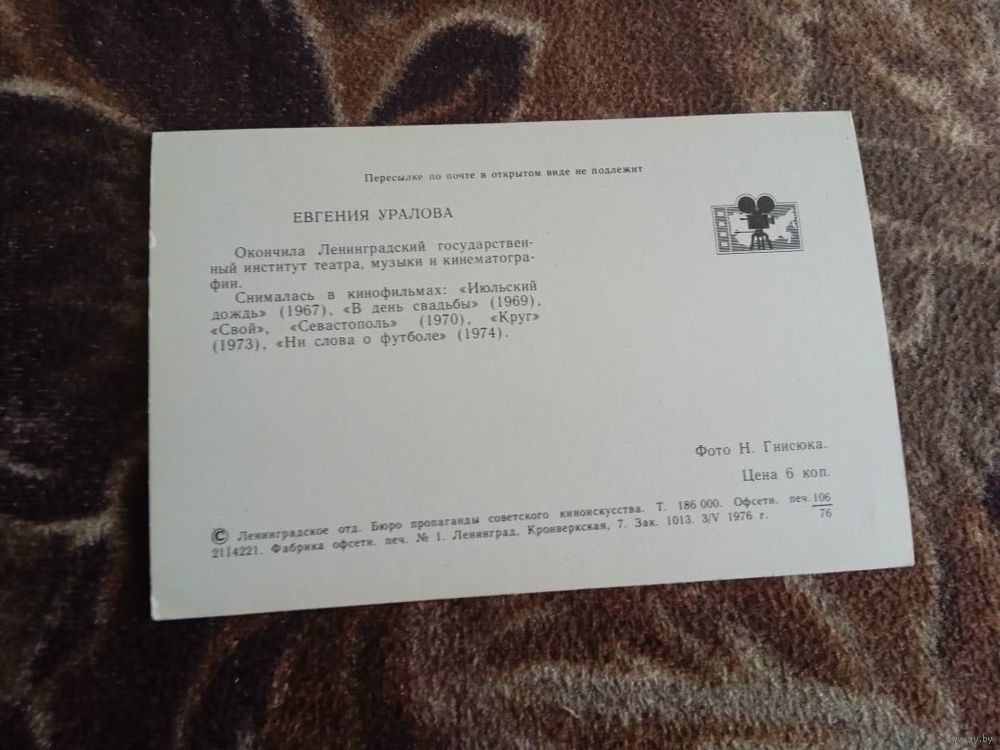 Пересылке по почте в открытом виде не подлежит
ЕВГЕНИЯ УРАЛОВА
Окончила Ленинградский государствен-
ный институт театра, музыки и кинематогра-
фии.
Снималась в кинофильмах: «Июльский
дождь» (1967), «В день свадьбы» (1969),
«Свой», «Севастополь» (1970), «Круг»
(1973), «Ни слова о футболе» (1974).
Фото Н. Гнисюка.
Цена 6 коп.
© Ленинградское отд. Бюро пропаганды советского киноискусства. Т. 186 000. Офсетн. печ. 106/76
2114221. Фабрика офсетн. печ. № 1. Ленинград, Кронверкская, 7. Зак. 1013. 3/V 1976 г.
www.ay.by